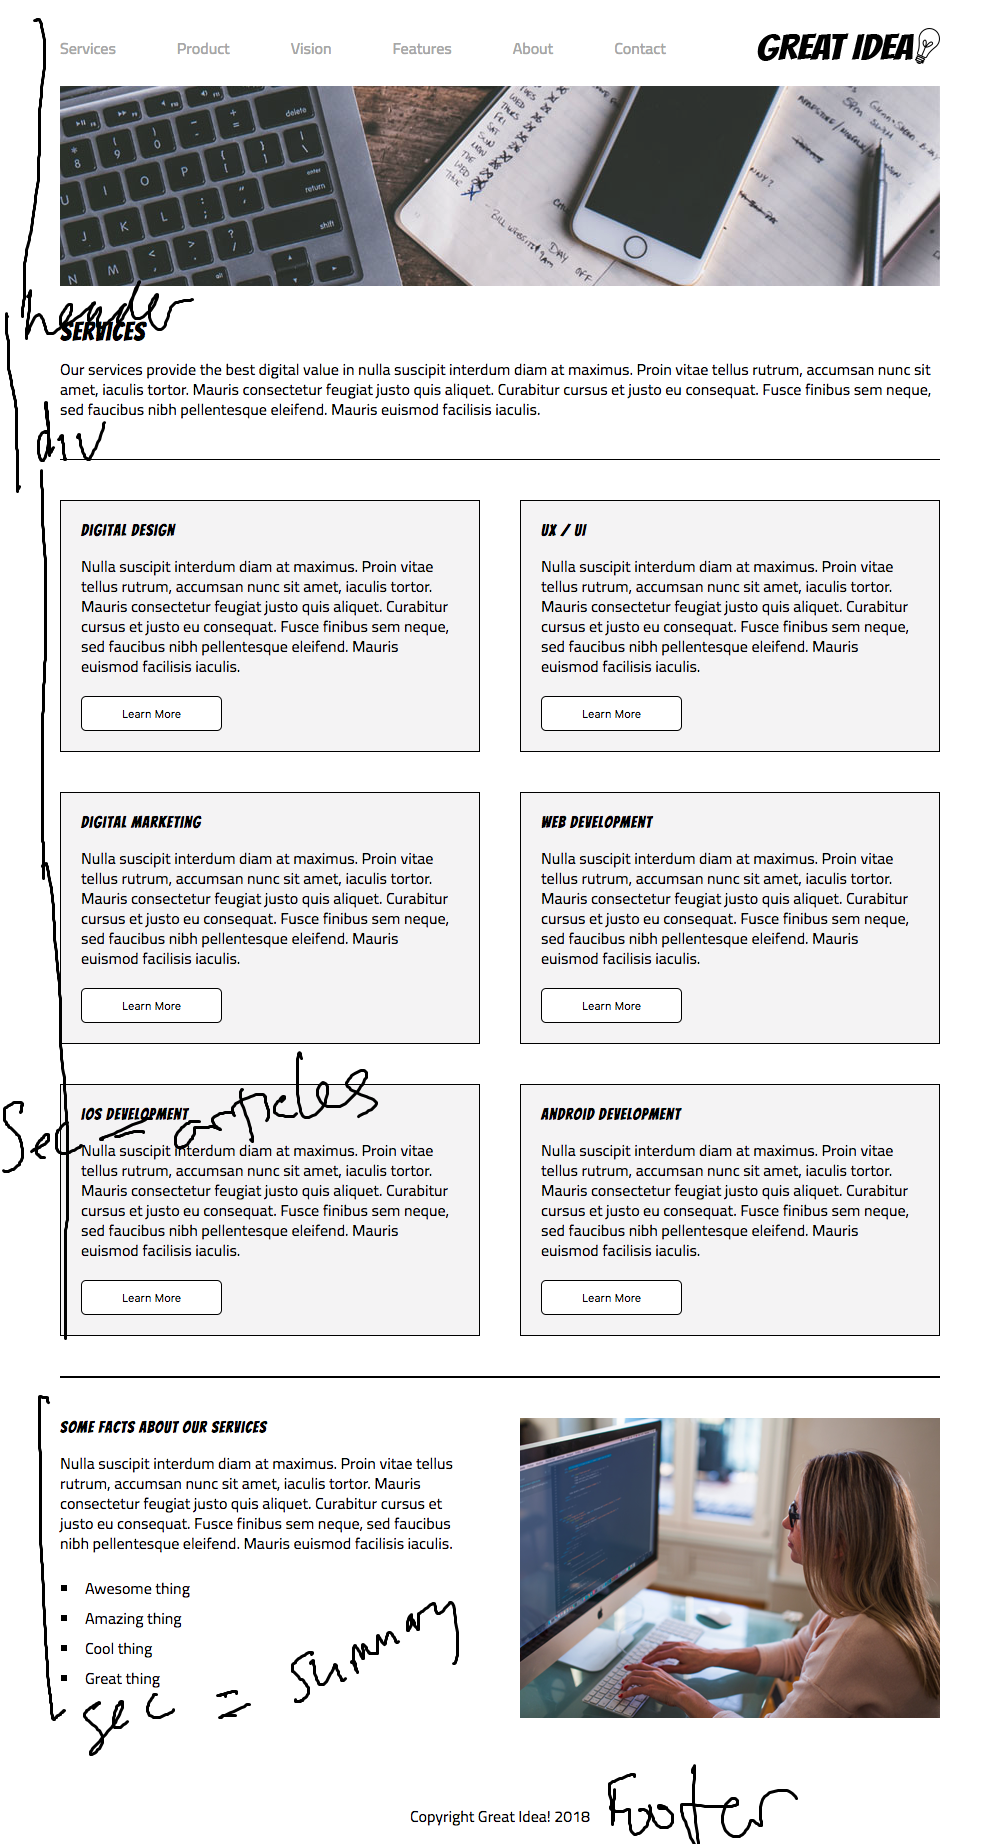 Services Product Vision Features About Contact GREAT IDEA
delete
return
enter
shift
BILL WEBSITE
DAY OFF
header
SERVICES
Our services provide the best digital value in nulla suscipit interdum diam at maximus. Proin vitae tellus rutrum, accumsan nunc sit
amet, iaculis tortor. Mauris consectetur feugiat justo quis aliquet. Curabitur cursus et justo eu consequat. Fusce finibus sem neque,
sed faucibus nibh pellentesque eleifend. Mauris euismod facilisis iaculis.
div
DIGITAL DESIGN
Nulla suscipit interdum diam at maximus. Proin vitae
tellus rutrum, accumsan nunc sit amet, iaculis tortor.
Mauris consectetur feugiat justo quis aliquet. Curabitur
cursus et justo eu consequat. Fusce finibus sem neque,
sed faucibus nibh pellentesque eleifend. Mauris
euismod facilisis iaculis.
Learn More
UX / UI
Nulla suscipit interdum diam at maximus. Proin vitae
tellus rutrum, accumsan nunc sit amet, iaculis tortor.
Mauris consectetur feugiat justo quis aliquet. Curabitur
cursus et justo eu consequat. Fusce finibus sem neque,
sed faucibus nibh pellentesque eleifend. Mauris
euismod facilisis iaculis.
Learn More
DIGITAL MARKETING
Nulla suscipit interdum diam at maximus. Proin vitae
tellus rutrum, accumsan nunc sit amet, iaculis tortor.
Mauris consectetur feugiat justo quis aliquet. Curabitur
cursus et justo eu consequat. Fusce finibus sem neque,
sed faucibus nibh pellentesque eleifend. Mauris
euismod facilisis iaculis.
Learn More
WEB DEVELOPMENT
Nulla suscipit interdum diam at maximus. Proin vitae
tellus rutrum, accumsan nunc sit amet, iaculis tortor.
Mauris consectetur feugiat justo quis aliquet. Curabitur
cursus et justo eu consequat. Fusce finibus sem neque,
sed faucibus nibh pellentesque eleifend. Mauris
euismod facilisis iaculis.
Learn More
Sec = articles
IOS DEVELOPMENT
Nulla suscipit interdum diam at maximus. Proin vitae
tellus rutrum, accumsan nunc sit amet, iaculis tortor.
Mauris consectetur feugiat justo quis aliquet. Curabitur
cursus et justo eu consequat. Fusce finibus sem neque,
sed faucibus nibh pellentesque eleifend. Mauris
euismod facilisis iaculis.
Learn More
ANDROID DEVELOPMENT
Nulla suscipit interdum diam at maximus. Proin vitae
tellus rutrum, accumsan nunc sit amet, iaculis tortor.
Mauris consectetur feugiat justo quis aliquet. Curabitur
cursus et justo eu consequat. Fusce finibus sem neque,
sed faucibus nibh pellentesque eleifend. Mauris
euismod facilisis iaculis.
Learn More
SOME FACTS ABOUT OUR SERVICES
Nulla suscipit interdum diam at maximus. Proin vitae tellus
rutrum, accumsan nunc sit amet, iaculis tortor. Mauris
consectetur feugiat justo quis aliquet. Curabitur cursus et
justo eu consequat. Fusce finibus sem neque, sed faucibus
nibh pellentesque eleifend. Mauris euismod facilisis iaculis.
Awesome thing
Amazing thing
Cool thing
Great thing
sec = summary
Copyright Great Idea! 2018
Footer